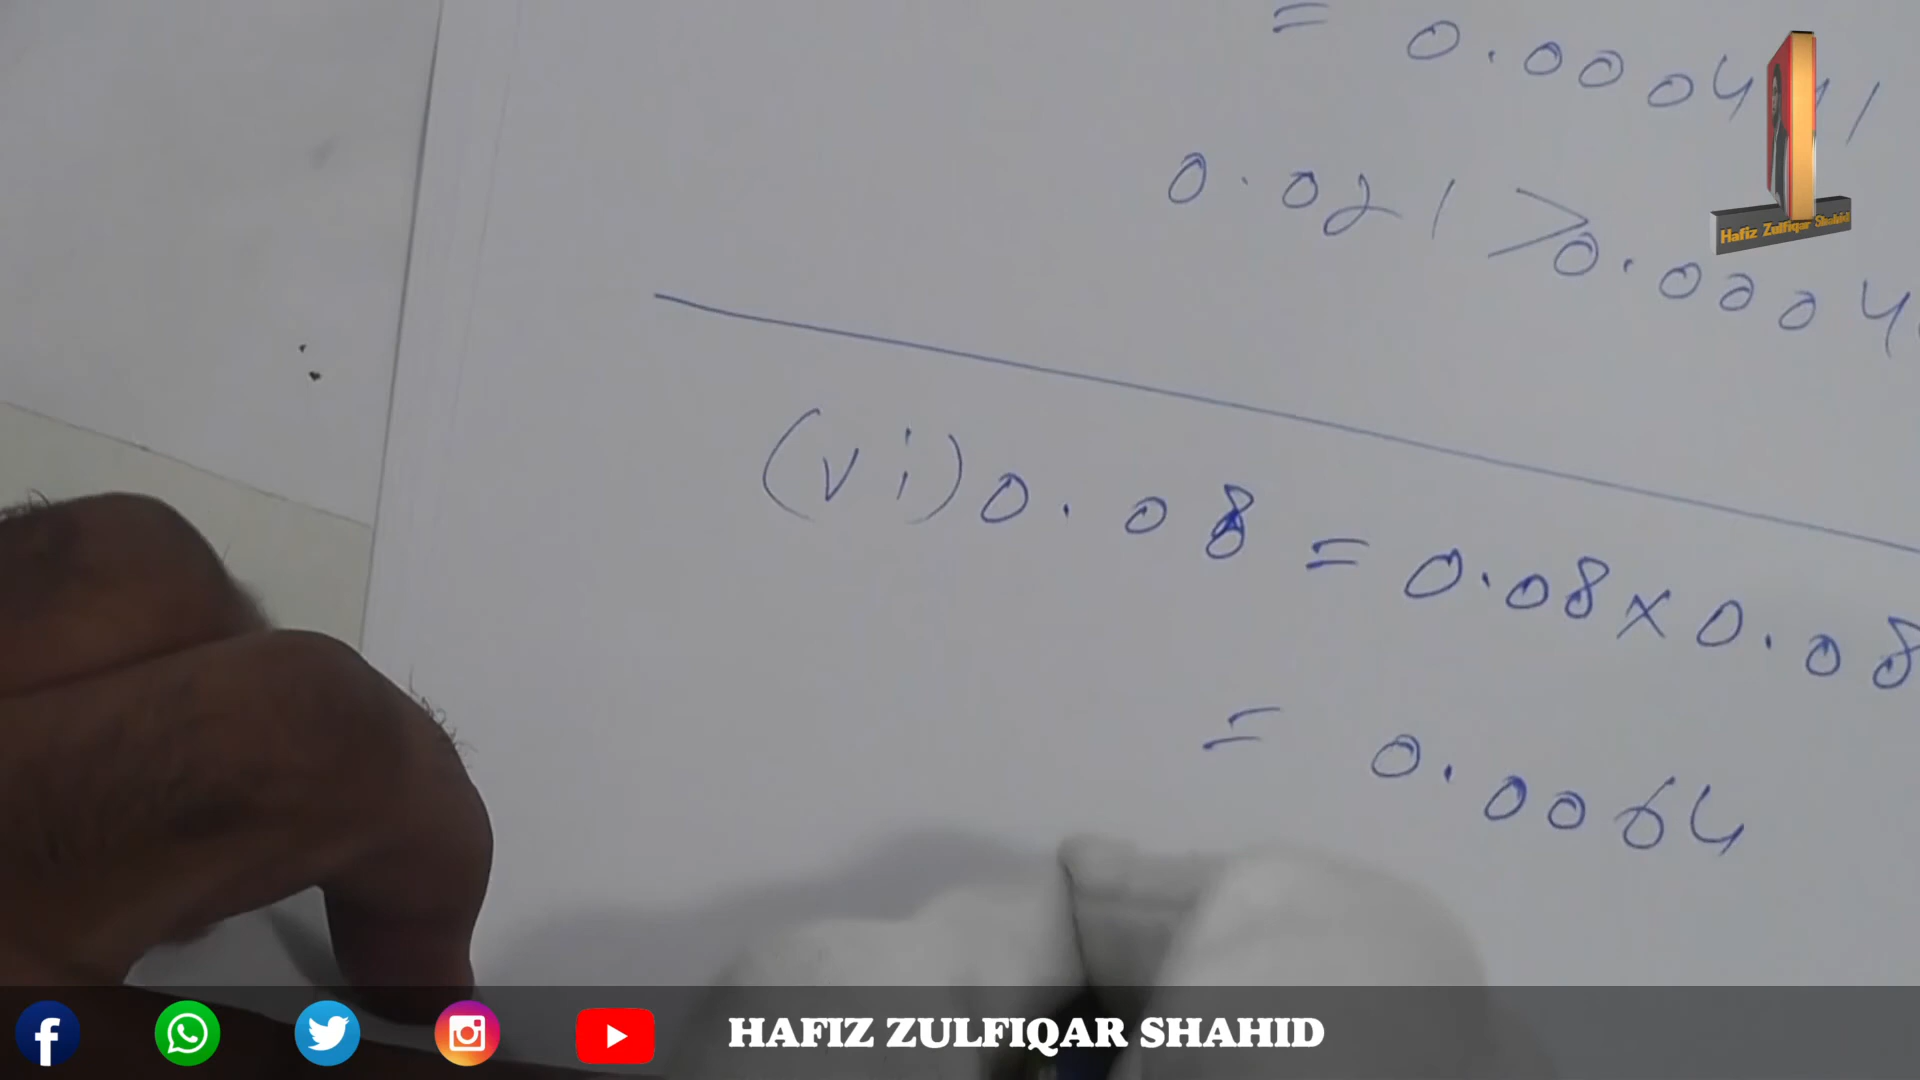 = 0.000441
0.021 > 0.0004
Hafiz Zulfiqar Shahid
(vi) 0.08 = 0.08 × 0.08
= 0.0064
HAFIZ ZULFIQAR SHAHID